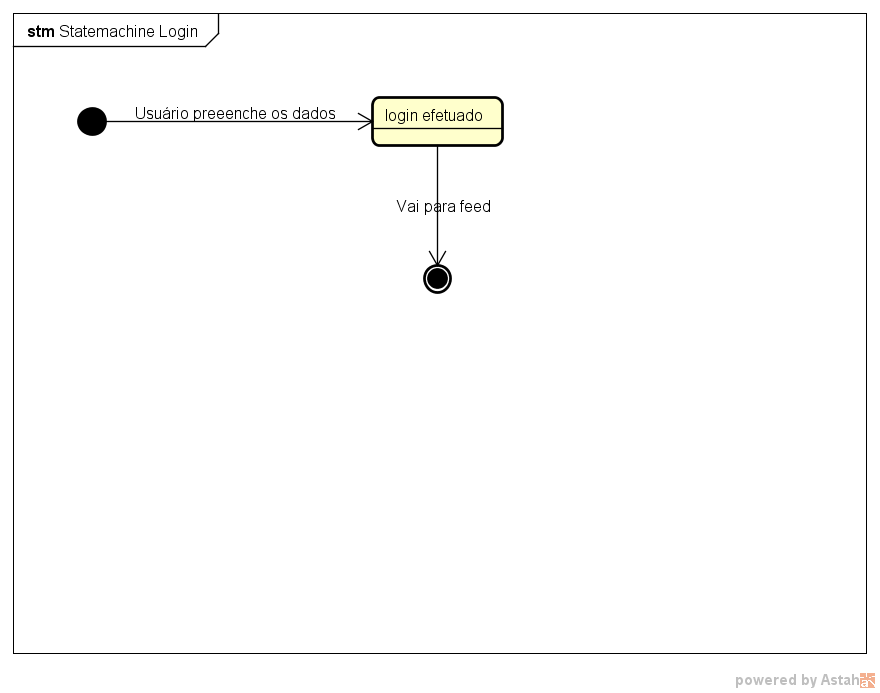 stm Statemachine Login
Usuário preeenche os dados
login efetuado
Vai para feed
powered by Astah